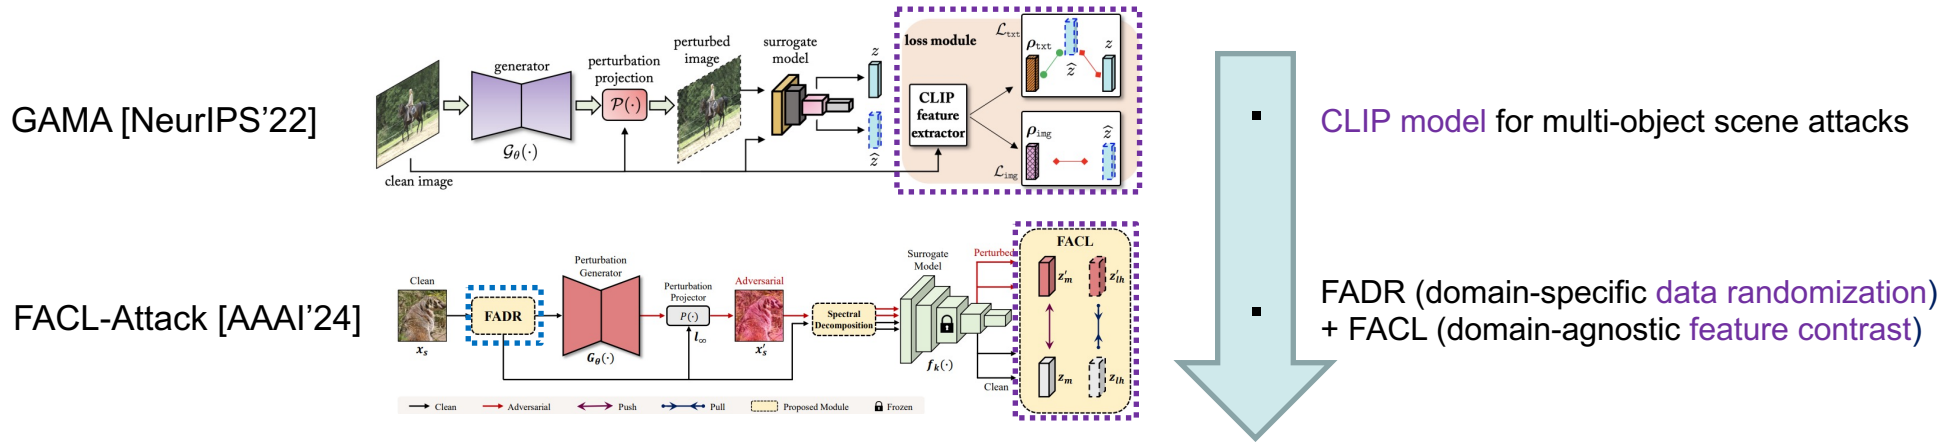 GAMA [NeurIPS'22]
clean image
generator
𝒢θ(·)
perturbation
projection
𝒫(·)
perturbed
image
surrogate
model
z
ẑ
loss module
CLIP
feature
extractor
ℒtxt
ρtxt
ẑ
z
ρimg
ẑ
ℒimg
▪ CLIP model for multi-object scene attacks
FACL-Attack [AAAI'24]
Clean
xs
FADR
Perturbation
Generator
Gθ(·)
Perturbation
Projector
P(·)
l∞
Adversarial
x′s
Spectral
Decomposition
Surrogate
Model
fk(·)
Perturbed
Clean
FACL
z′m
z′lh
zm
zlh
Clean
Adversarial
Push
Pull
Proposed Module
Frozen
▪ FADR (domain-specific data randomization)
+ FACL (domain-agnostic feature contrast)